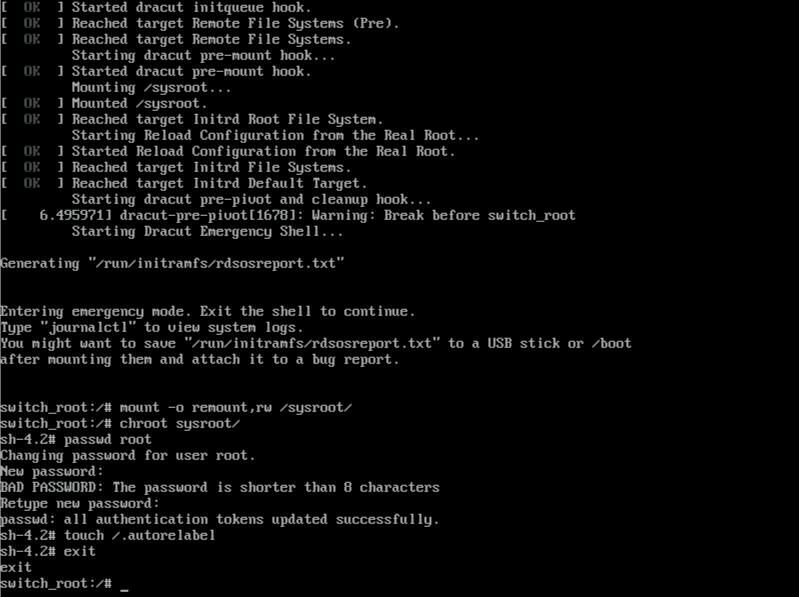 [  OK  ] Started dracut initqueue hook.
[  OK  ] Reached target Remote File Systems (Pre).
[  OK  ] Reached target Remote File Systems.
         Starting dracut pre-mount hook...
[  OK  ] Started dracut pre-mount hook.
         Mounting /sysroot...
[  OK  ] Mounted /sysroot.
[  OK  ] Reached target Initrd Root File System.
         Starting Reload Configuration from the Real Root...
[  OK  ] Started Reload Configuration from the Real Root.
[  OK  ] Reached target Initrd File Systems.
[  OK  ] Reached target Initrd Default Target.
         Starting dracut pre-pivot and cleanup hook...
[    6.495971] dracut-pre-pivot[1678]: Warning: Break before switch_root
         Starting Dracut Emergency Shell...
Generating "/run/initramfs/rdsosreport.txt"
Entering emergency mode. Exit the shell to continue.
Type "journalctl" to view system logs.
You might want to save "/run/initramfs/rdsosreport.txt" to a USB stick or /boot
after mounting them and attach it to a bug report.
switch_root:/# mount -o remount,rw /sysroot/
switch_root:/# chroot sysroot/
sh-4.2# passwd root
Changing password for user root.
New password:
BAD PASSWORD: The password is shorter than 8 characters
Retype new password:
passwd: all authentication tokens updated successfully.
sh-4.2# touch /.autorelabel
sh-4.2# exit
exit
switch_root:/# _